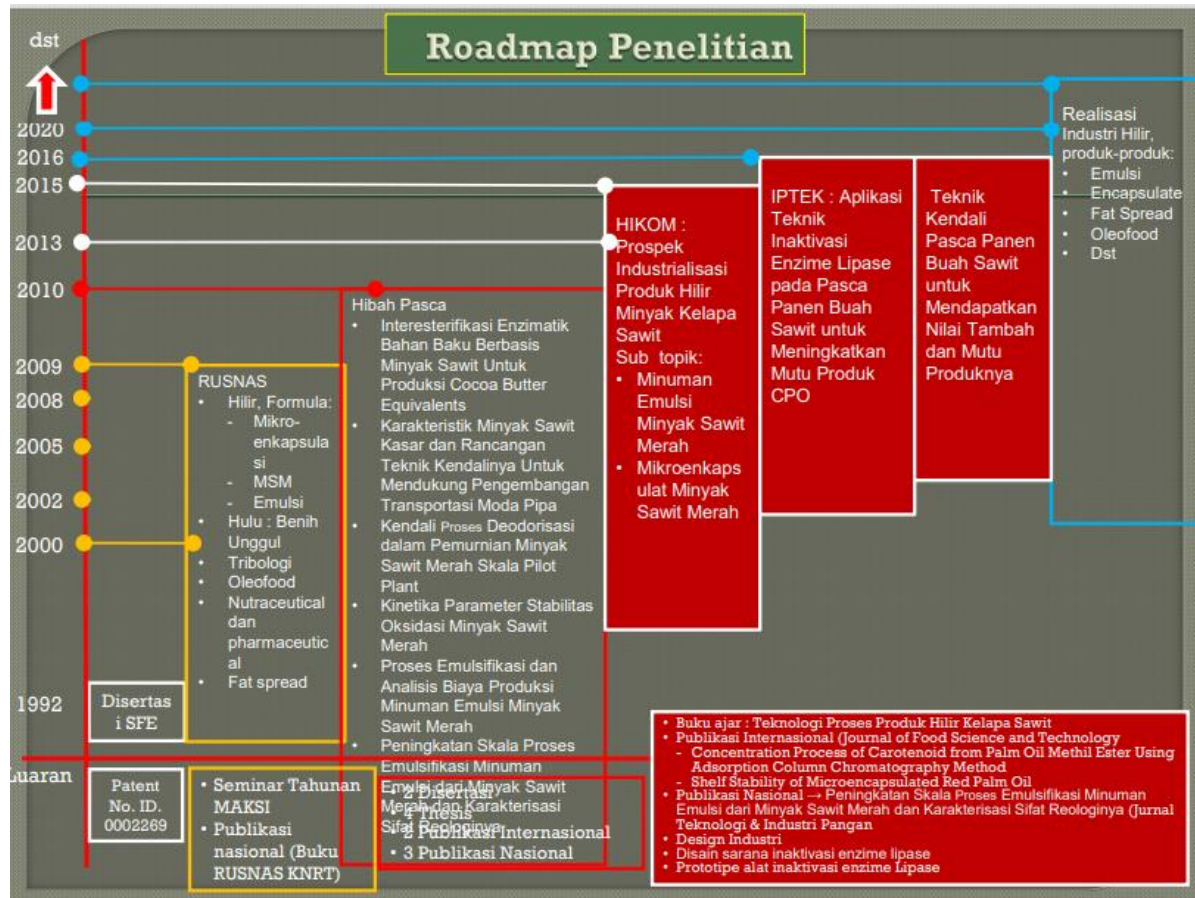 Roadmap Penelitian
dst
2020
2016
2015
2013
2010
2009
2008
2005
2002
2000
1992
Luaran
Disertas
i SFE
Patent
No. ID.
0002269
RUSNAS
• Hilir, Formula:
- Mikro-
enkapsula
si
- MSM
- Emulsi
• Hulu : Benih
Unggul
• Tribologi
• Oleofood
• Nutraceutical
dan
pharmaceutic
al
• Fat spread
• Seminar Tahunan
MAKSI
• Publikasi
nasional (Buku
RUSNAS KNRT)
Hibah Pasca
• Interesterifikasi Enzimatik
Bahan Baku Berbasis
Minyak Sawit Untuk
Produksi Cocoa Butter
Equivalents
• Karakteristik Minyak Sawit
Kasar dan Rancangan
Teknik Kendalinya Untuk
Mendukung Pengembangan
Transportasi Moda Pipa
• Kendali Proses Deodorisasi
dalam Pemurnian Minyak
Sawit Merah Skala Pilot
Plant
• Kinetika Parameter Stabilitas
Oksidasi Minyak Sawit
Merah
• Proses Emulsifikasi dan
Analisis Biaya Produksi
Minuman Emulsi Minyak
Sawit Merah
• Peningkatan Skala Proses
Emulsifikasi Minuman
Emulsi dari Minyak Sawit
Merah dan Karakterisasi
Sifat Reologinya
• 2 Disertasi
• 4 Thesis
• 2 Publikasi Internasional
• 3 Publikasi Nasional
HIKOM :
Prospek
Industrialisasi
Produk Hilir
Minyak Kelapa
Sawit
Sub topik:
• Minuman
Emulsi
Minyak Sawit
Merah
• Mikroenkaps
ulat Minyak
Sawit Merah
IPTEK : Aplikasi
Teknik
Inaktivasi
Enzime Lipase
pada Pasca
Panen Buah
Sawit untuk
Meningkatkan
Mutu Produk
CPO
Teknik
Kendali
Pasca Panen
Buah Sawit
untuk
Mendapatkan
Nilai Tambah
dan Mutu
Produknya
Realisasi
Industri Hilir,
produk-produk:
• Emulsi
• Encapsulate
• Fat Spread
• Oleofood
• Dst
• Buku ajar : Teknologi Proses Produk Hilir Kelapa Sawit
• Publikasi Internasional (Journal of Food Science and Technology
- Concentration Process of Carotenoid from Palm Oil Methil Ester Using
Adsorption Column Chromatography Method
- Shelf Stability of Microencapsulated Red Palm Oil
• Publikasi Nasional → Peningkatan Skala Proses Emulsifikasi Minuman
Emulsi dari Minyak Sawit Merah dan Karakterisasi Sifat Reologinya (Jurnal
Teknologi & Industri Pangan
• Design Industri
• Disain sarana inaktivasi enzime lipase
• Prototipe alat inaktivasi enzime Lipase